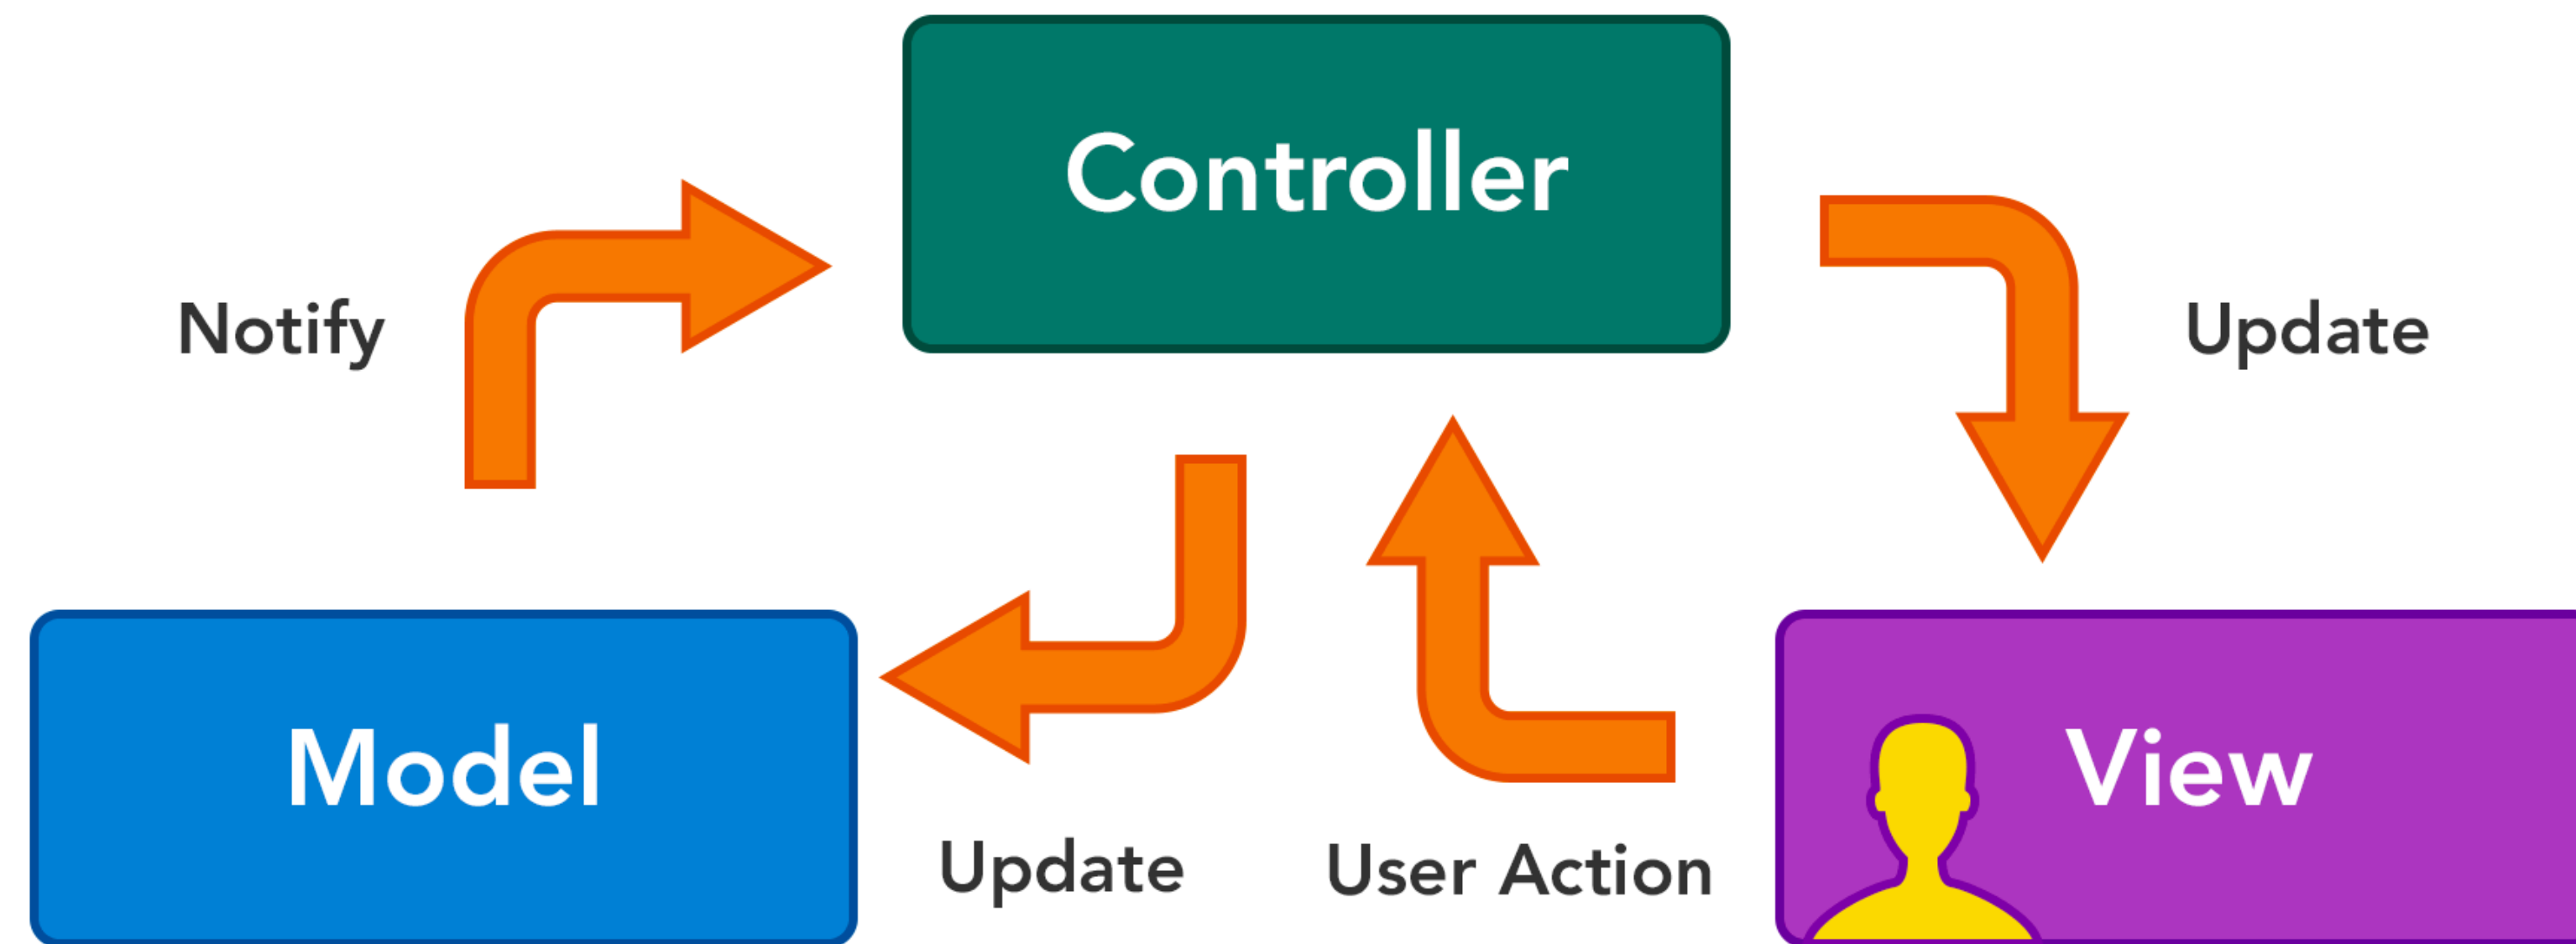 Controller
Notify
Update
Model
View
Update
User Action